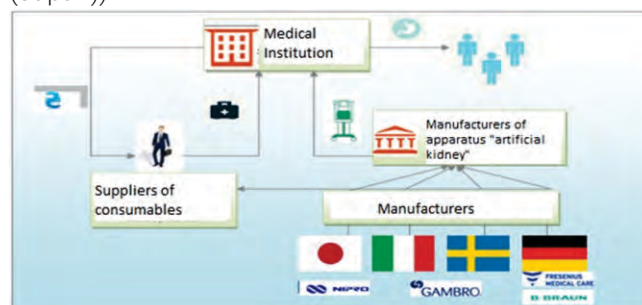 Medical
Institution
Manufacturers of
apparatus "artificial
kidney"
Suppliers of
consumables
Manufacturers
NIPRO
GAMBRO
FRESENIUS
MEDICAL CARE
B BRAUN